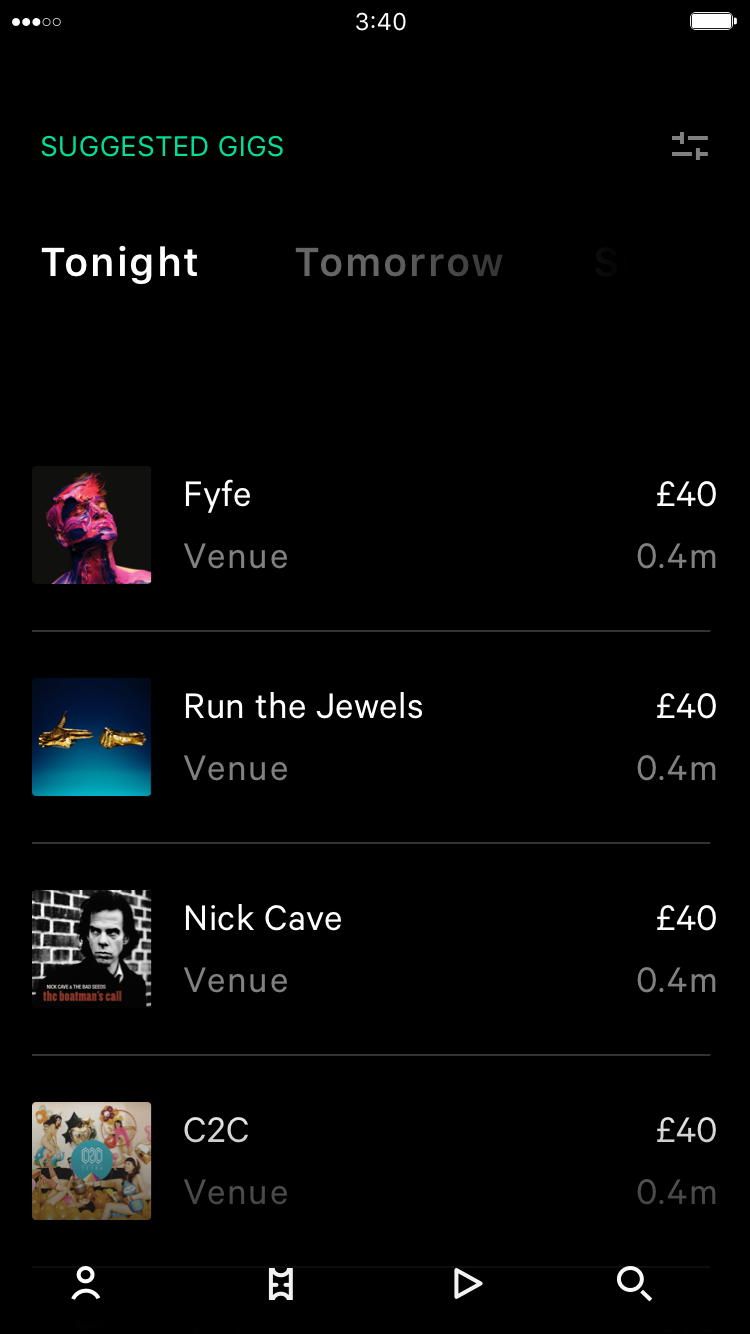 3:40
SUGGESTED GIGS
Tonight Tomorrow
Fyfe £40
Venue 0.4m
Run the Jewels £40
Venue 0.4m
Nick Cave £40
Venue 0.4m
NICK CAVE & THE BAD SEEDS
the boatman's call
C2C £40
Venue 0.4m